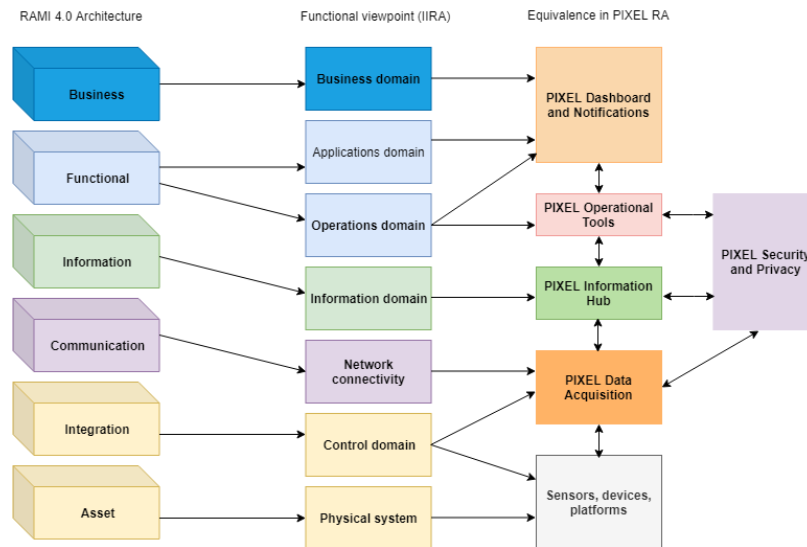 RAMI 4.0 Architecture
Functional viewpoint (IIRA)
Equivalence in PIXEL RA
Business
Business domain
PIXEL Dashboard
and Notifications
Functional
Applications domain
Operations domain
PIXEL Operational
Tools
PIXEL Security
and Privacy
Information
Information domain
PIXEL Information
Hub
Communication
Network
connectivity
PIXEL Data
Acquisition
Integration
Control domain
Sensors, devices,
platforms
Asset
Physical system